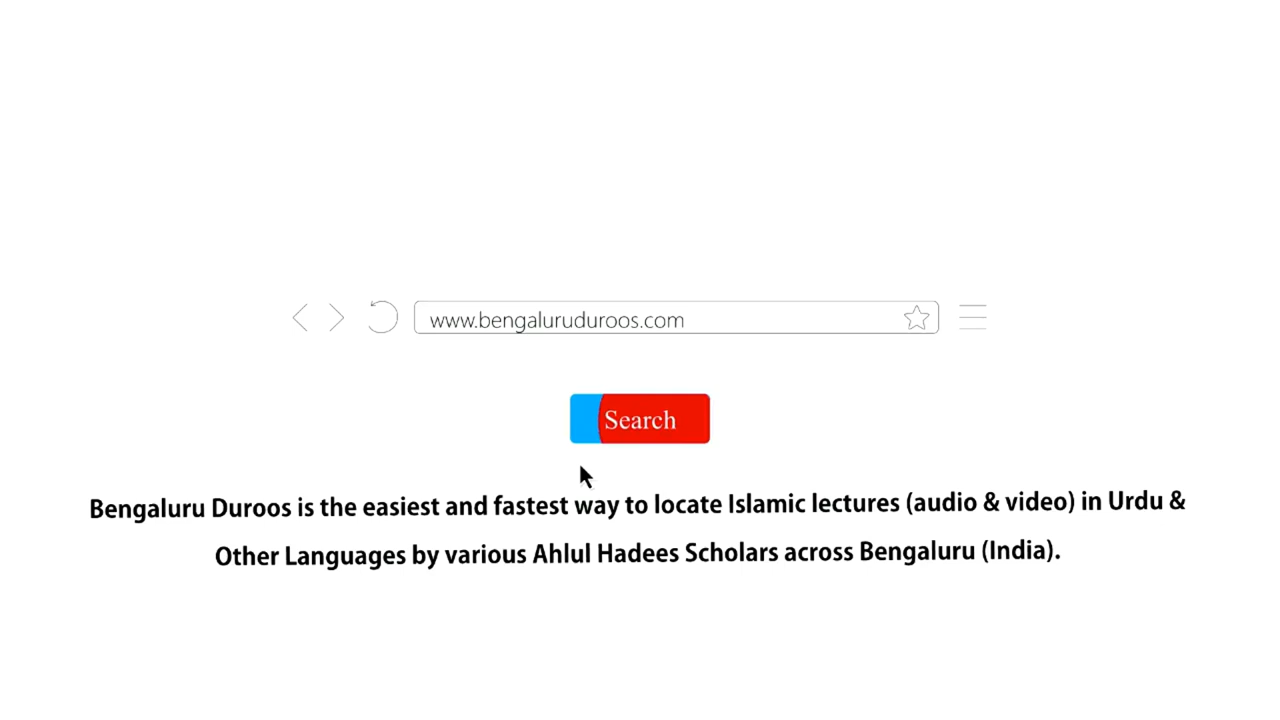 www.bengaluruduroos.com
Search
Bengaluru Duroos is the easiest and fastest way to locate Islamic lectures (audio & video) in Urdu &
Other Languages by various Ahlul Hadees Scholars across Bengaluru (India).